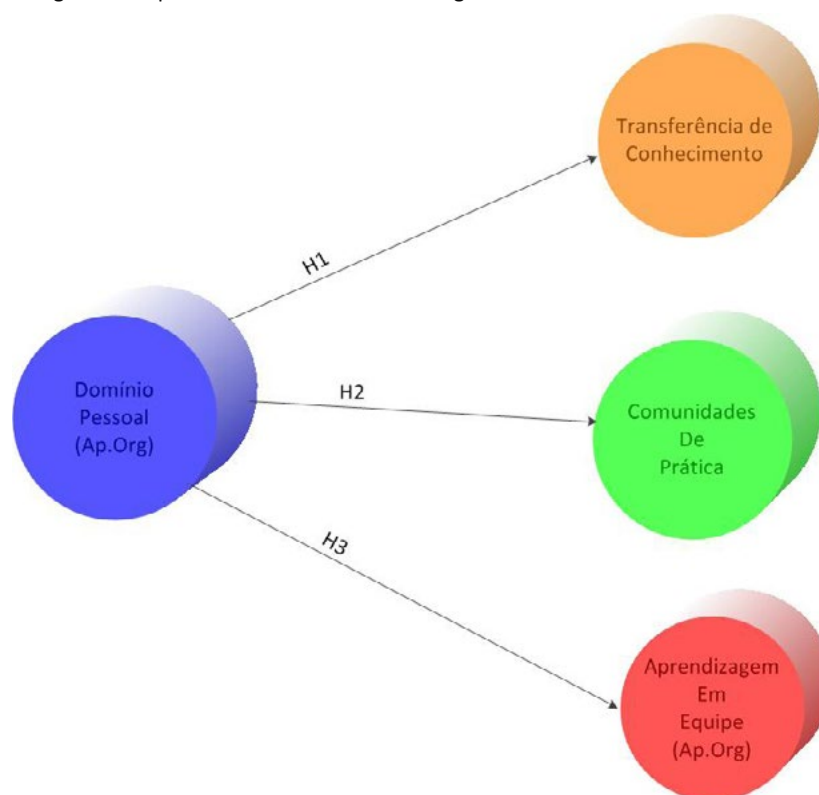 Transferência de
Conhecimento
H1
Domínio
Pessoal
(Ap.Org)
H2
Comunidades
De
Prática
H3
Aprendizagem
Em
Equipe
(Ap.Org)